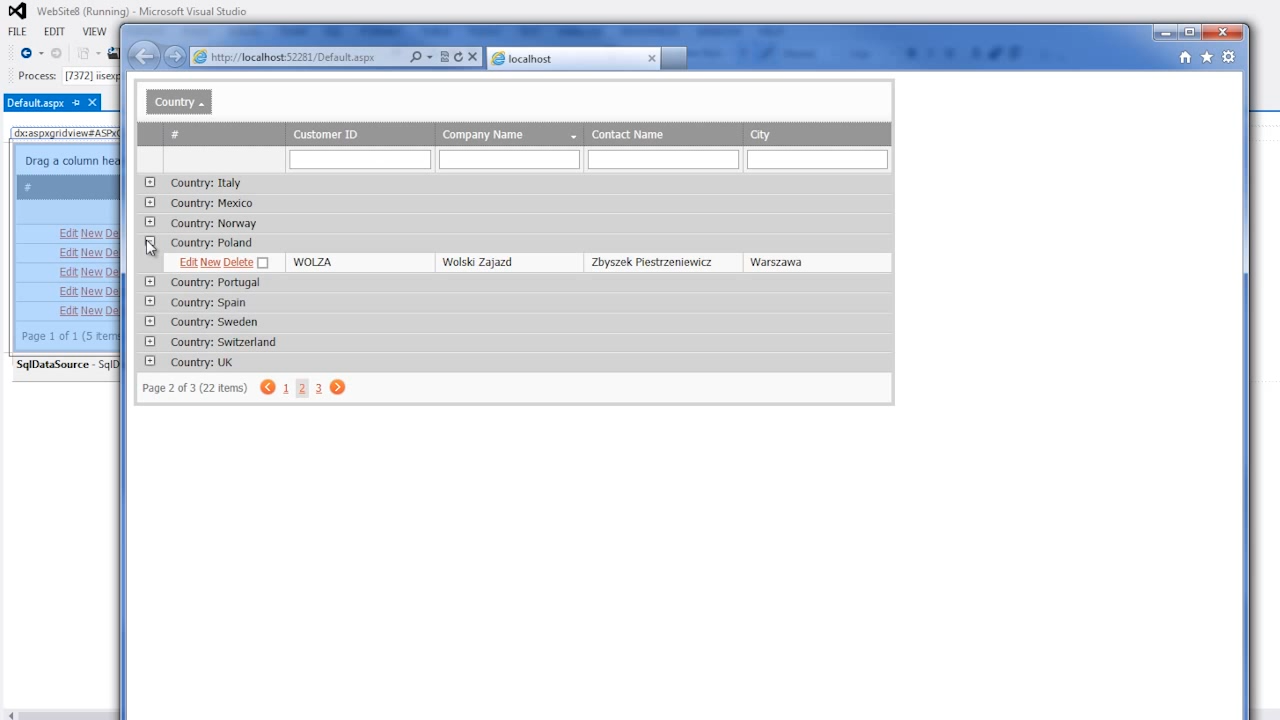 WebSite8 (Running) - Microsoft Visual Studio
FILE EDIT VIEW
Process: [7372] iisexp
http://localhost:52281/Default.aspx
localhost
Default.aspx
dx:aspxgridview#ASPxG
Drag a column hea
#
Edit New De
Edit New De
Edit New De
Edit New De
Edit New De
Page 1 of 1 (5 items
SqlDataSource - SqlD
Country
# Customer ID Company Name Contact Name City
Country: Italy
Country: Mexico
Country: Norway
Country: Poland
Edit New Delete WOLZA Wolski Zajazd Zbyszek Piestrzeniewicz Warszawa
Country: Portugal
Country: Spain
Country: Sweden
Country: Switzerland
Country: UK
Page 2 of 3 (22 items) 1 2 3